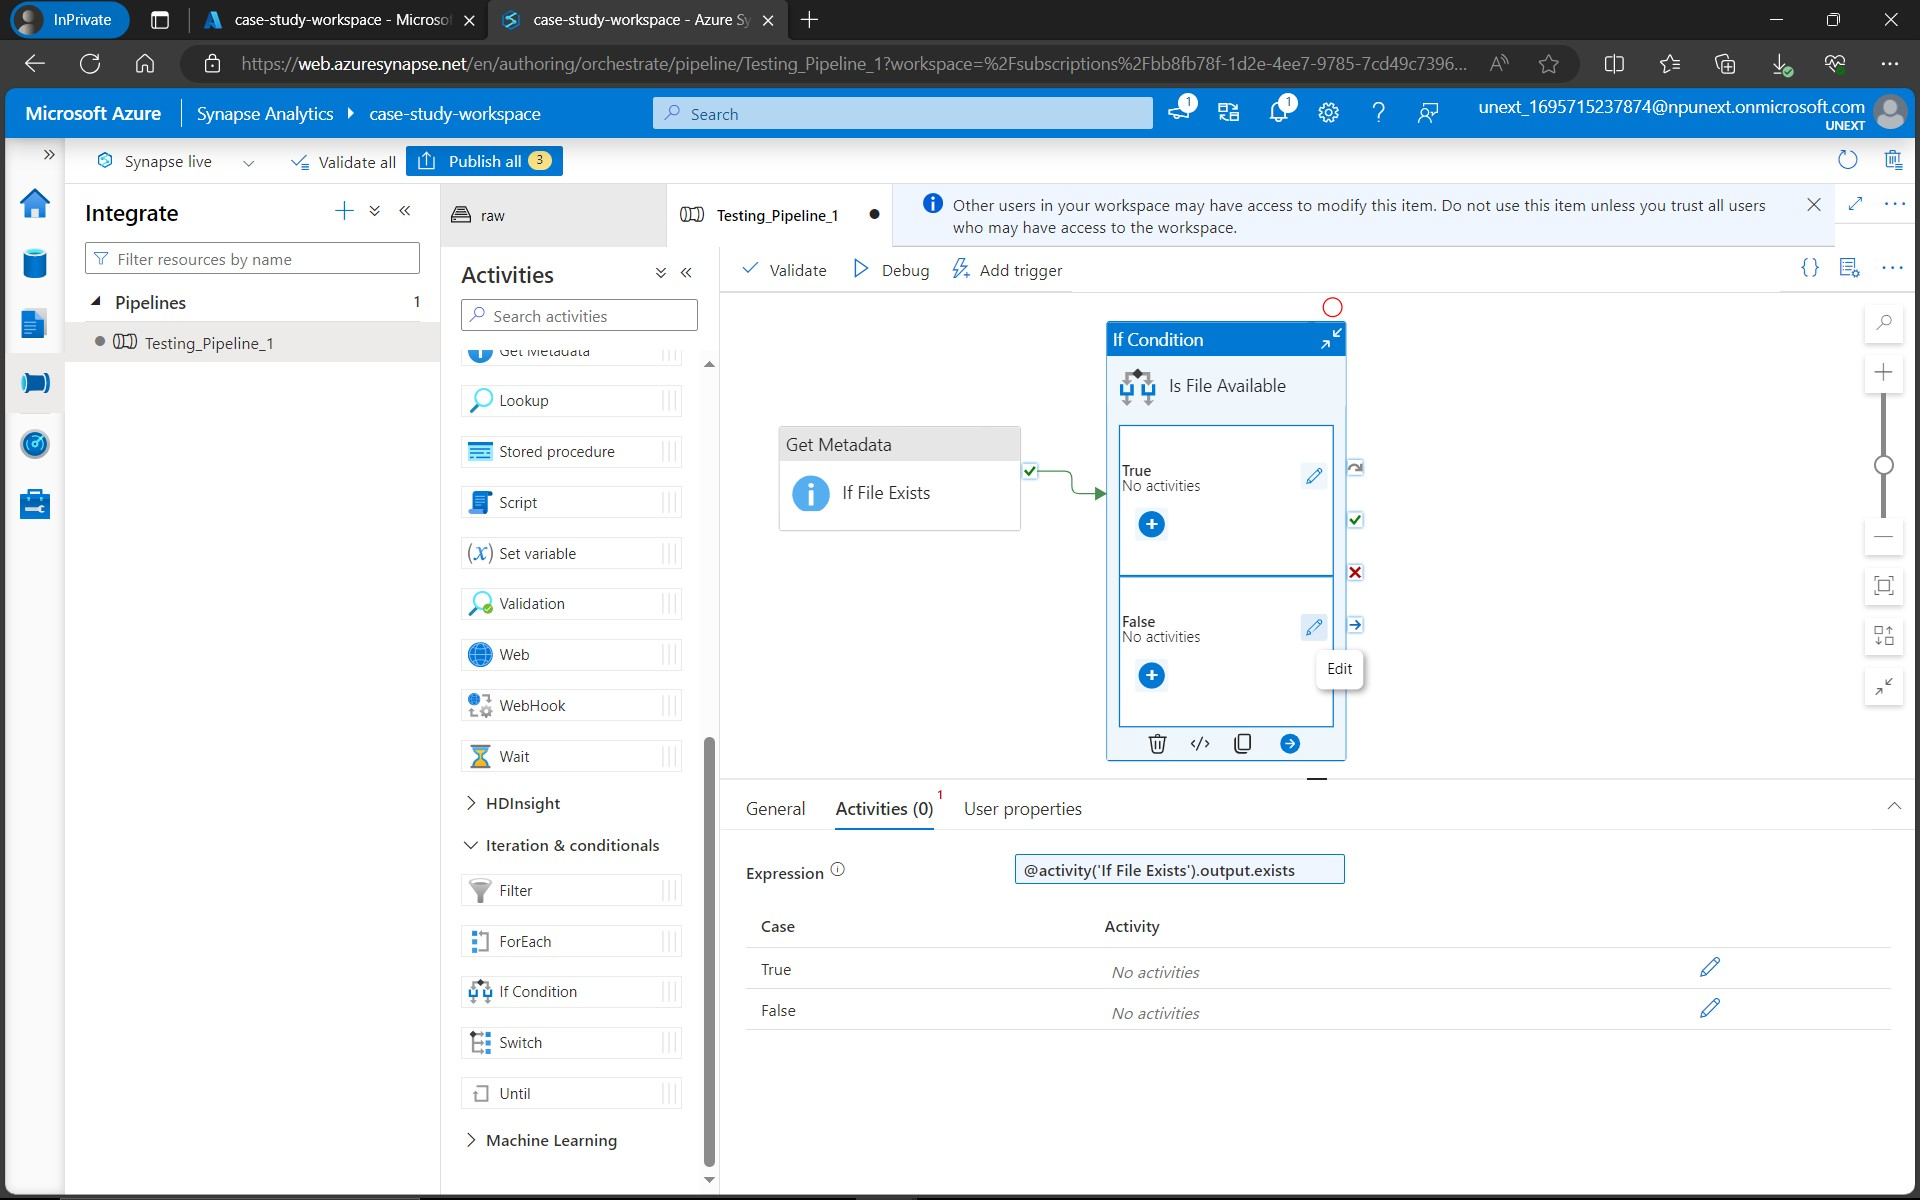 InPrivate
case-study-workspace - Microso
case-study-workspace - Azure Sy
https://web.azuresynapse.net/en/authoring/orchestrate/pipeline/Testing_Pipeline_1?workspace=%2Fsubscriptions%2Fbb8fb78f-1d2e-4ee7-9785-7cd49c7396...
Microsoft Azure
Synapse Analytics
case-study-workspace
Search
1
1
unext_1695715237874@npunext.onmicrosoft.com
UNEXT
Synapse live
Validate all
Publish all 3
Integrate
Filter resources by name
Pipelines 1
Testing_Pipeline_1
raw
Testing_Pipeline_1
Other users in your workspace may have access to modify this item. Do not use this item unless you trust all users
who may have access to the workspace.
Activities
Search activities
Get Metadata
Lookup
Stored procedure
Script
(x) Set variable
Validation
Web
WebHook
Wait
HDInsight
Iteration & conditionals
Filter
ForEach
If Condition
Switch
Until
Machine Learning
Validate
Debug
Add trigger
{}
Get Metadata
If File Exists
If Condition
Is File Available
True
No activities
False
No activities
Edit
General
Activities (0) 1
User properties
Expression
@activity('If File Exists').output.exists
Case Activity
True No activities
False No activities